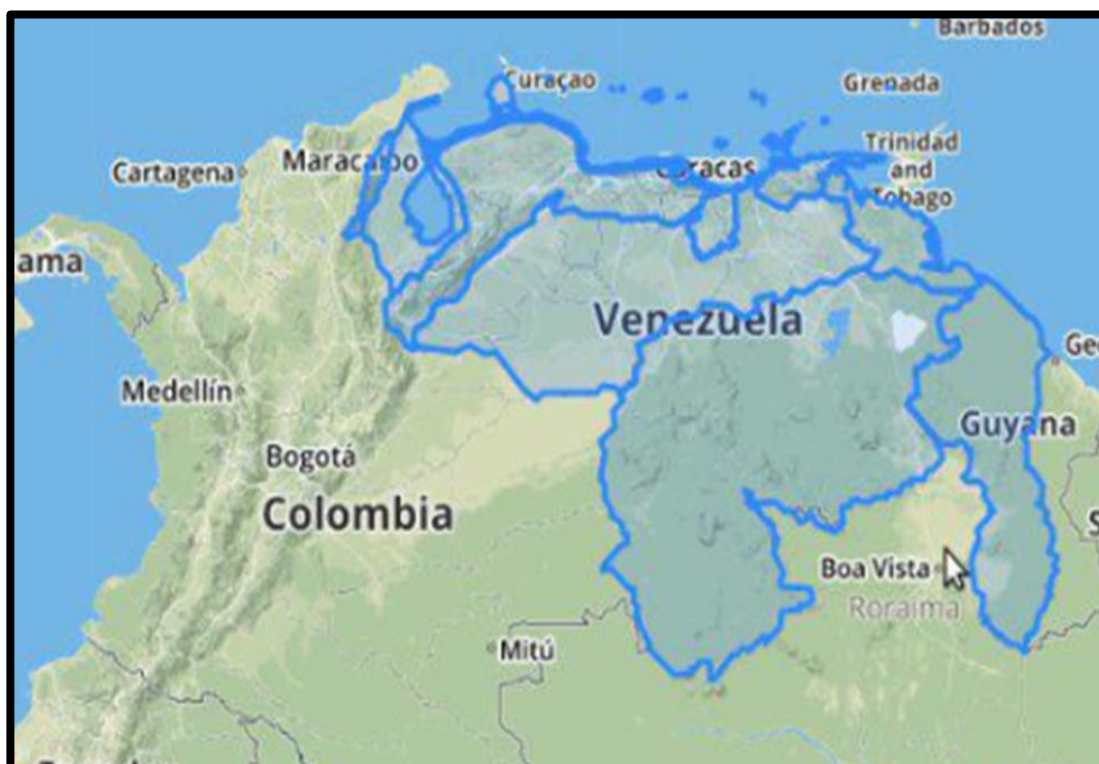 Barbados
Curaçao
Grenada
Trinidad
and
Tobago
Maracaibo
Caracas
Cartagena
ama
Venezuela
Medellín
Guyana
Bogotá
Colombia
Boa Vista
Roraima
Mitú